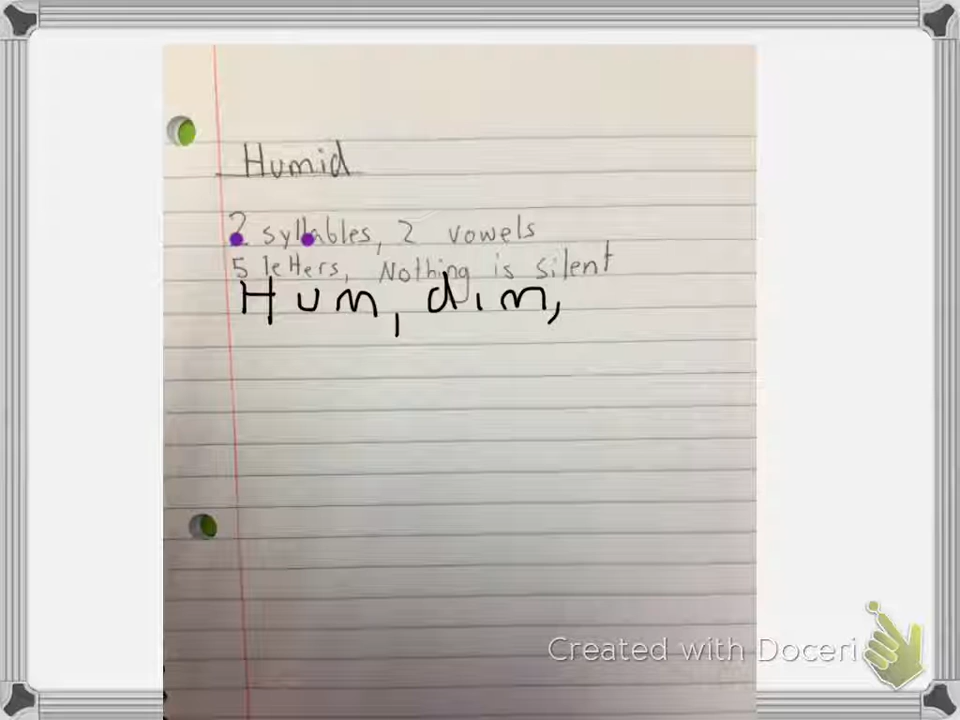 Humid
2 syllables, 2 vowels
5 letters, Nothing is silent
Hum, dim,
Created with Doceri